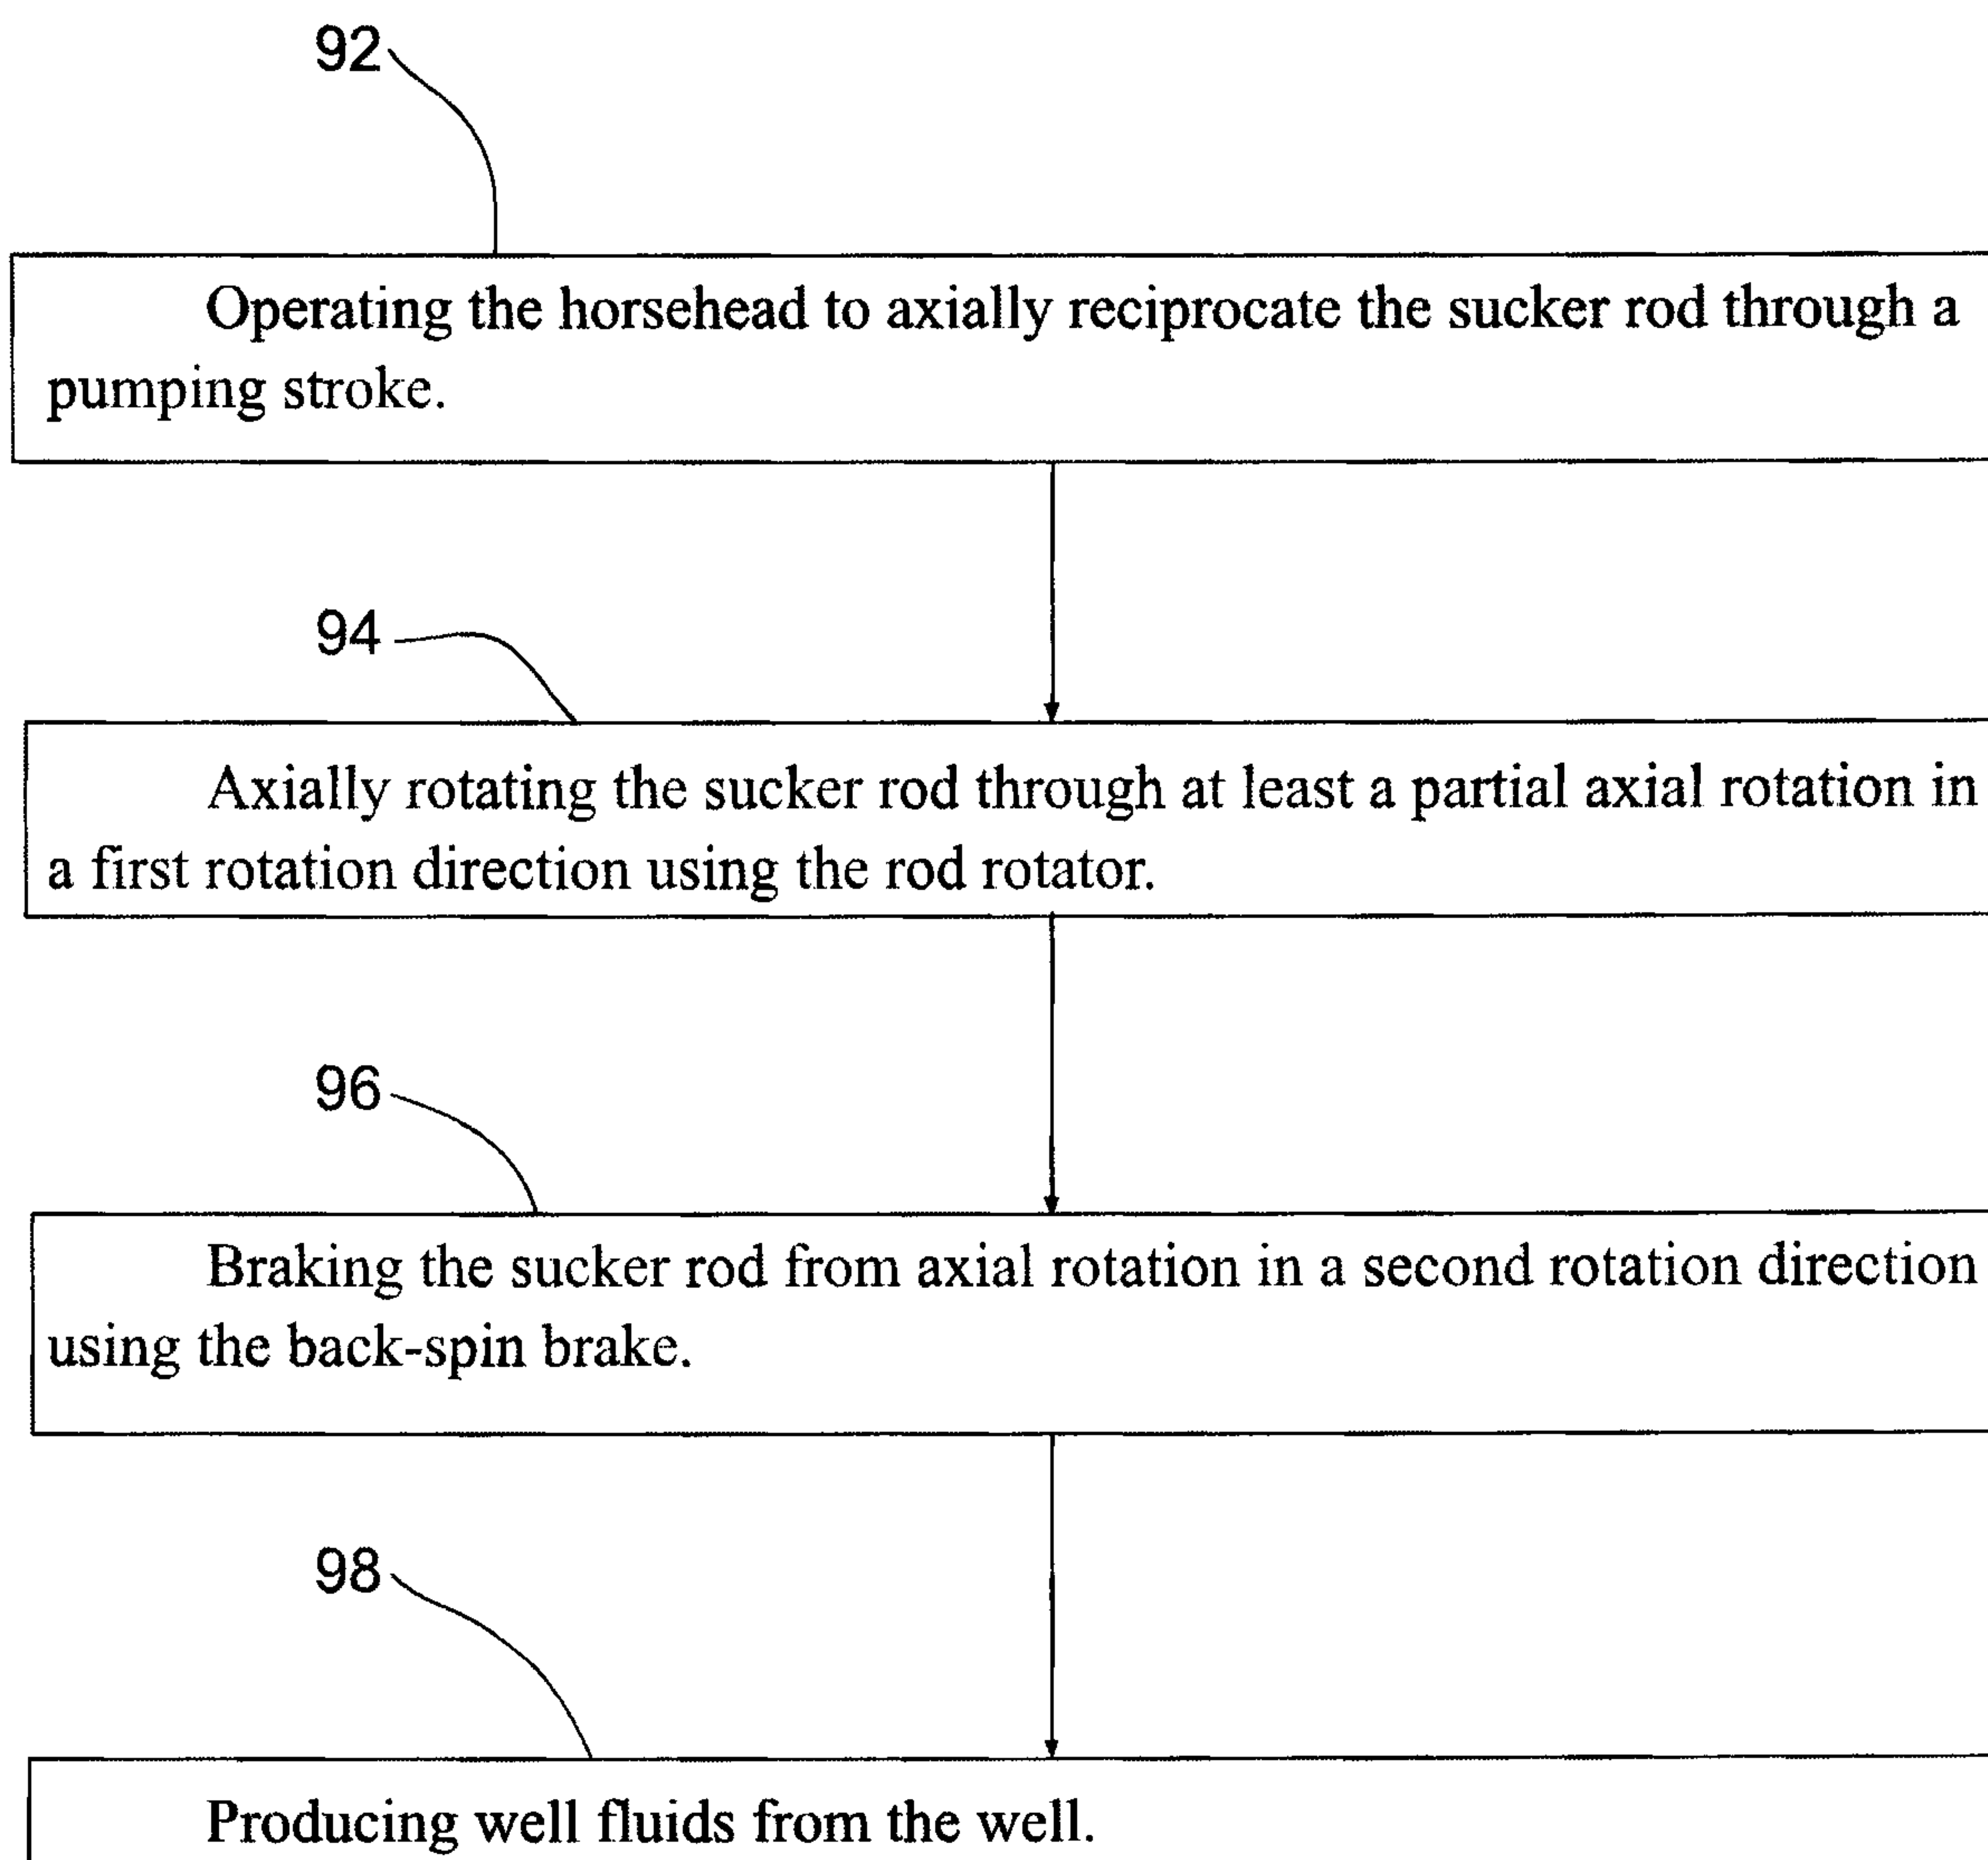 92
Operating the horsehead to axially reciprocate the sucker rod through a
pumping stroke.
94
Axially rotating the sucker rod through at least a partial axial rotation in
a first rotation direction using the rod rotator.
96
Braking the sucker rod from axial rotation in a second rotation direction
using the back-spin brake.
98
Producing well fluids from the well.